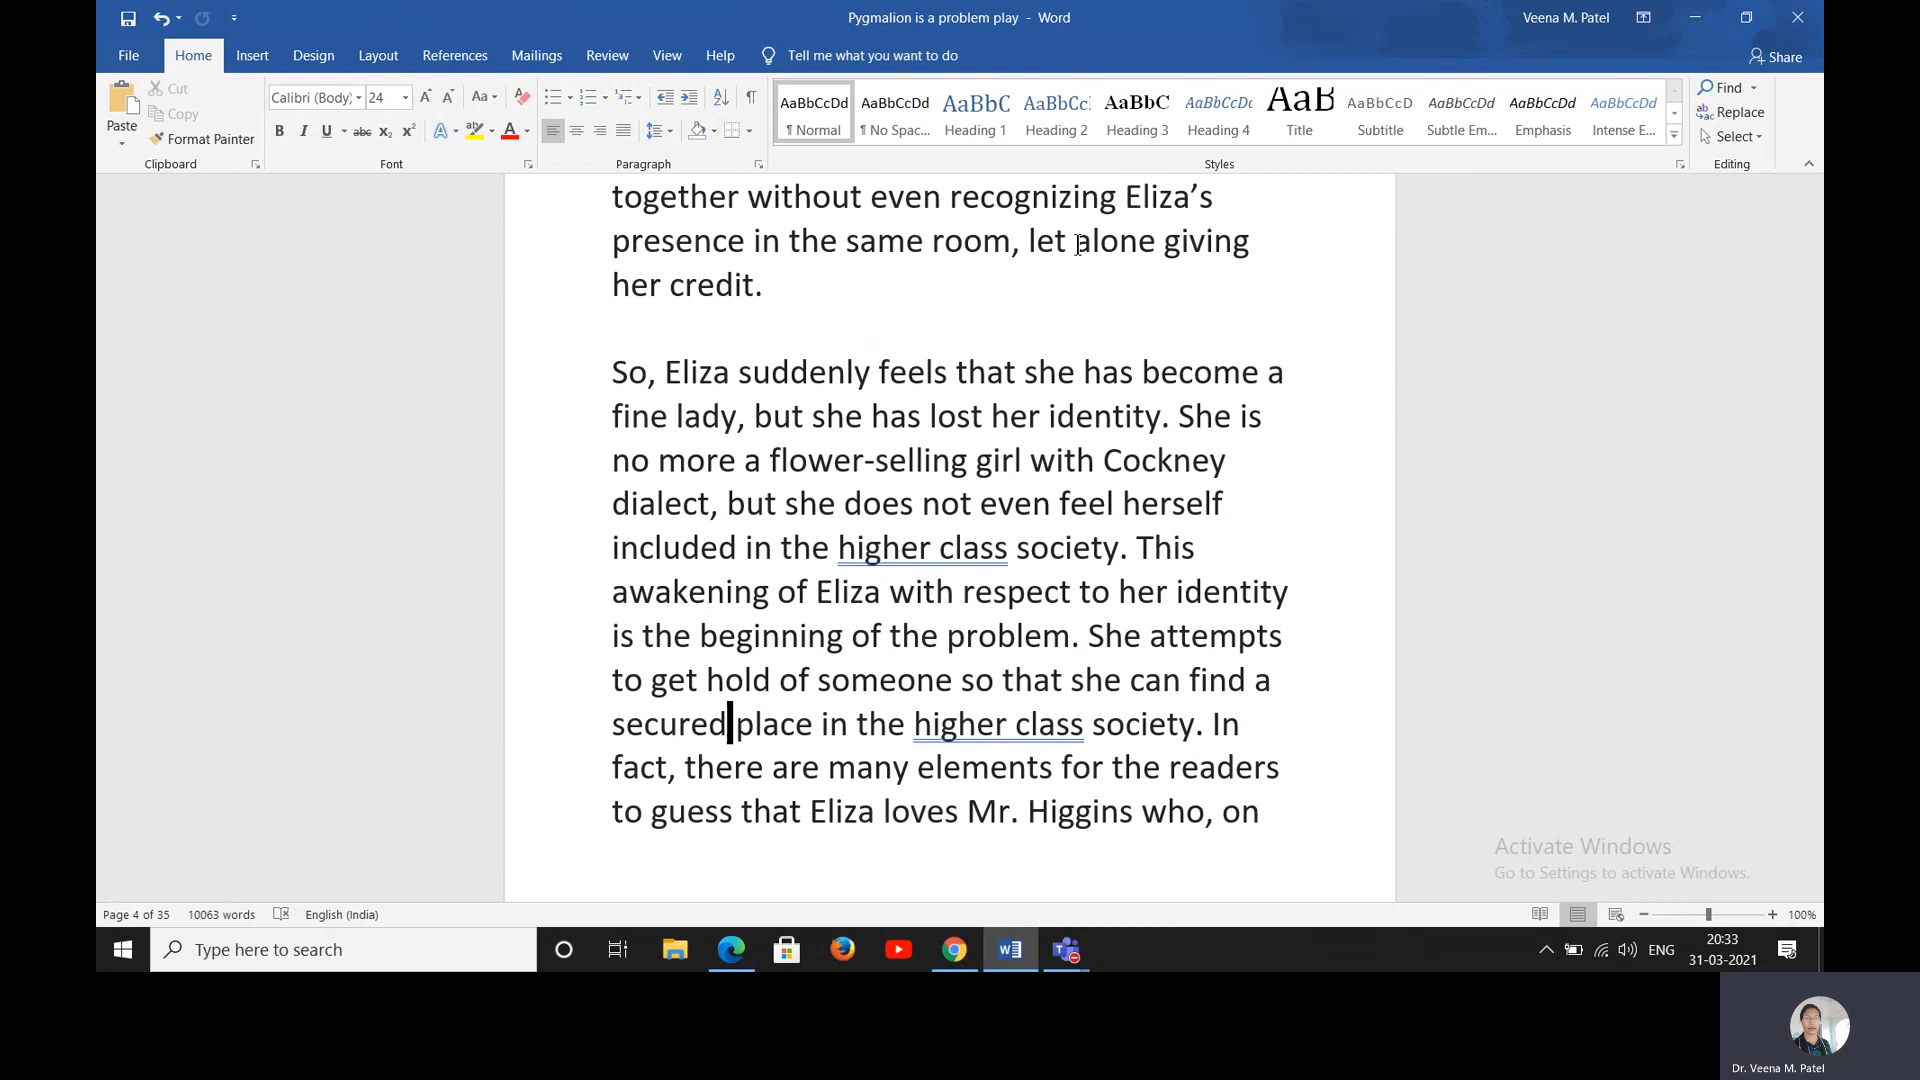 Pygmalion is a problem play - Word
Veena M. Patel
File Home Insert Design Layout References Mailings Review View Help Tell me what you want to do
Share
Cut
Copy
Paste
Format Painter
Clipboard
Calibri (Body) 24
Font
Paragraph
AaBbCcDd AaBbCcDd AaBbC AaBbCc AaBbC AaBbCcDc AaB AaBbCcD AaBbCcDd AaBbCcDd AaBbCcDd
¶ Normal ¶ No Spac... Heading 1 Heading 2 Heading 3 Heading 4 Title Subtitle Subtle Em... Emphasis Intense E...
Styles
Find
Replace
Select
Editing
together without even recognizing Eliza’s
presence in the same room, let alone giving
her credit.
So, Eliza suddenly feels that she has become a
fine lady, but she has lost her identity. She is
no more a flower-selling girl with Cockney
dialect, but she does not even feel herself
included in the higher class society. This
awakening of Eliza with respect to her identity
is the beginning of the problem. She attempts
to get hold of someone so that she can find a
secured place in the higher class society. In
fact, there are many elements for the readers
to guess that Eliza loves Mr. Higgins who, on
Activate Windows
Go to Settings to activate Windows.
Page 4 of 35 10063 words English (India)
100%
Type here to search
ENG
20:33
31-03-2021
Dr. Veena M. Patel